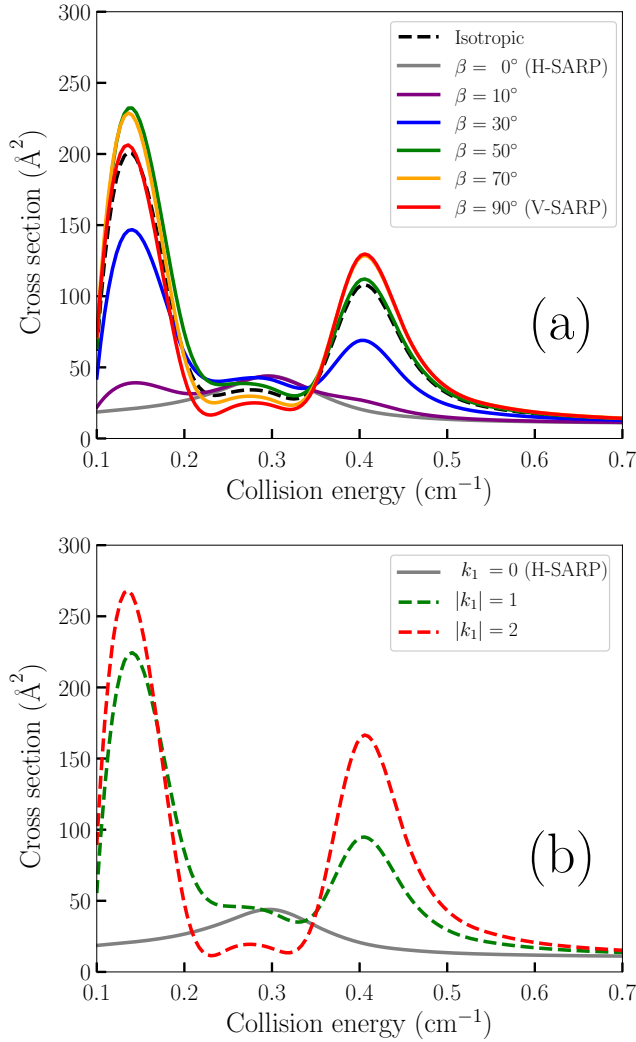 300
250
200
150
100
50
0
Cross section (Å²)
Isotropic
β = 0° (H-SARP)
β = 10°
β = 30°
β = 50°
β = 70°
β = 90° (V-SARP)
(a)
0.1 0.2 0.3 0.4 0.5 0.6 0.7
Collision energy (cm⁻¹)
300
250
200
150
100
50
0
Cross section (Å²)
k₁ = 0 (H-SARP)
|k₁| = 1
|k₁| = 2
(b)
0.1 0.2 0.3 0.4 0.5 0.6 0.7
Collision energy (cm⁻¹)